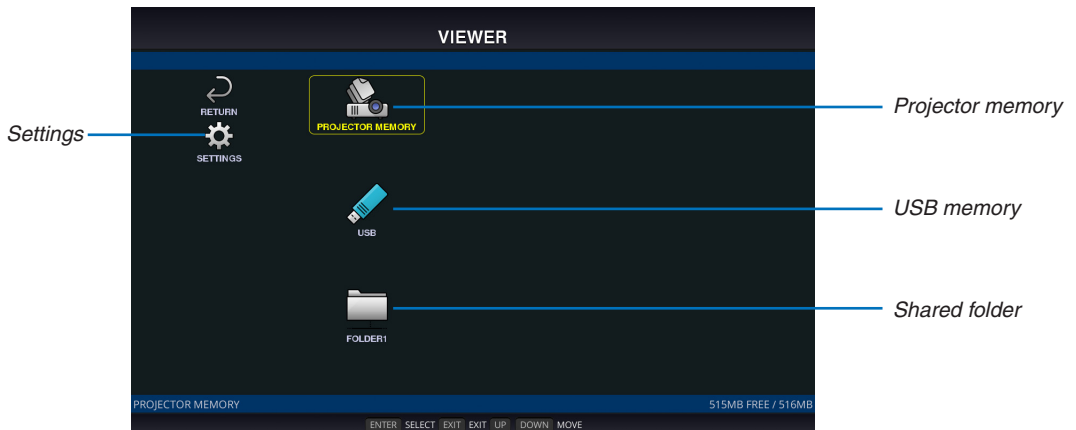 VIEWER
RETURN
PROJECTOR MEMORY
Projector memory
Settings
SETTINGS
USB
USB memory
FOLDER1
Shared folder
PROJECTOR MEMORY 515MB FREE / 516MB
ENTER SELECT EXIT EXIT UP DOWN MOVE